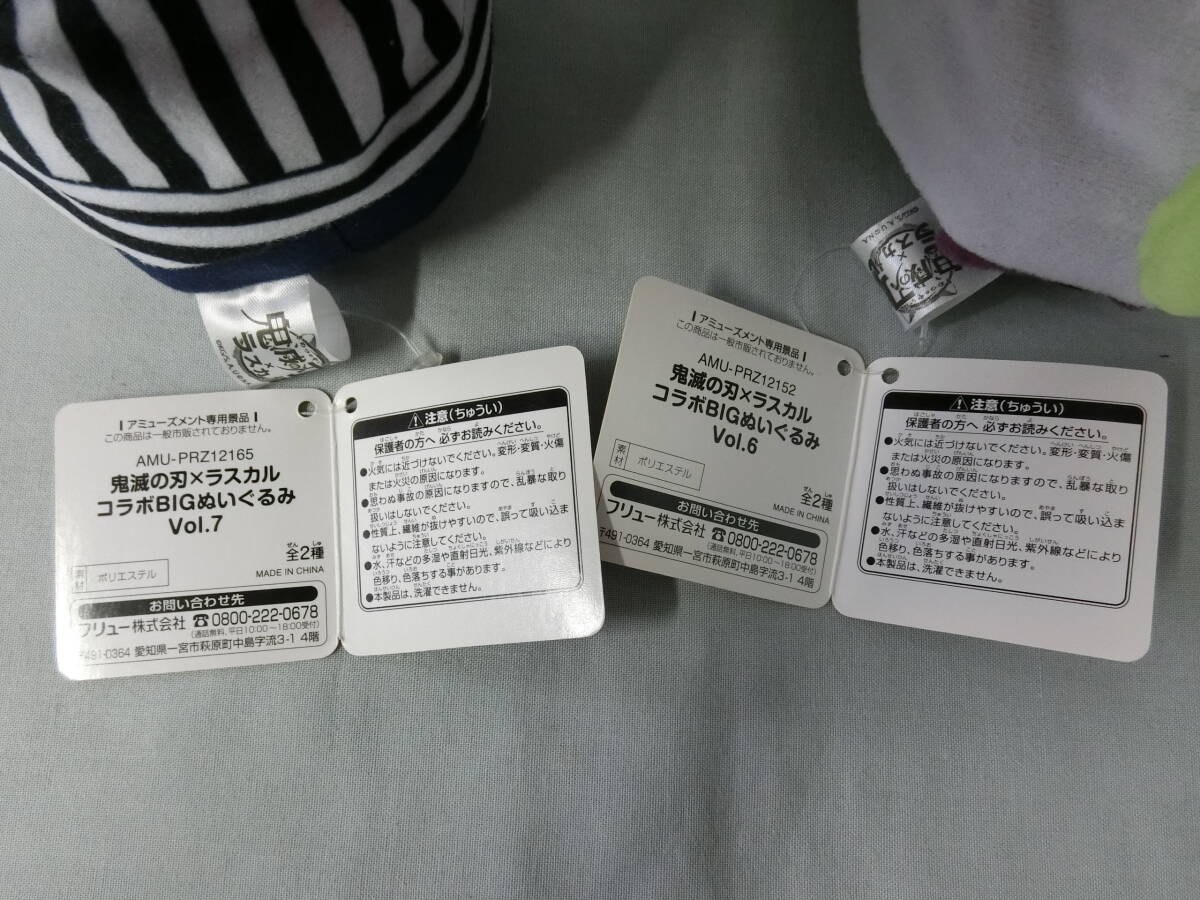 鬼滅の
×
ラスカ
アミューズメント専用景品
この商品は一般市販されておりません。
AMU-PRZ12165
鬼滅の刃×ラスカル
コラボBIGぬいぐるみ
Vol.7
全2種
ぜん しゅ
素材 ポリエステル
MADE IN CHINA
お問い合わせ先
フリュー株式会社 ☎0800-222-0678
(通話無料、平日10:00~18:00受付)
〒491-0364 愛知県一宮市萩原町中島字流3-1 4階
⚠注意(ちゅうい)
保護者の方へ 必ずお読みください。
●火気には近づけないでください。変形・変質・火傷
または火災の原因になります。
●思わぬ事故の原因になりますので、乱暴な取り
扱いはしないでください。
●性質上、繊維が抜けやすいので、誤って吸い込ま
ないように注意してください。
●水、汗などの多湿や直射日光、紫外線などにより
色移り、色落ちする事があります。
●本製品は、洗濯できません。
アミューズメント専用景品
この商品は一般市販されておりません。
AMU-PRZ12152
鬼滅の刃×ラスカル
コラボBIGぬいぐるみ
Vol.6
素材 ポリエステル
ぜん しゅ
全2種
MADE IN CHINA
お問い合わせ先
フリュー株式会社 ☎0800-222-0678
(通話無料、平日10:00~18:00受付)
〒491-0364 愛知県一宮市萩原町中島字流3-1 4階
⚠注意(ちゅうい)
保護者の方へ 必ずお読みください。
●火気には近づけないでください。変形・変質・火傷
または火災の原因になります。
●思わぬ事故の原因になりますので、乱暴な取り
扱いはしないでください。
●性質上、繊維が抜けやすいので、誤って吸い込ま
ないように注意してください。
●水、汗などの多湿や直射日光、紫外線などにより
色移り、色落ちする事があります。
●本製品は、洗濯できません。